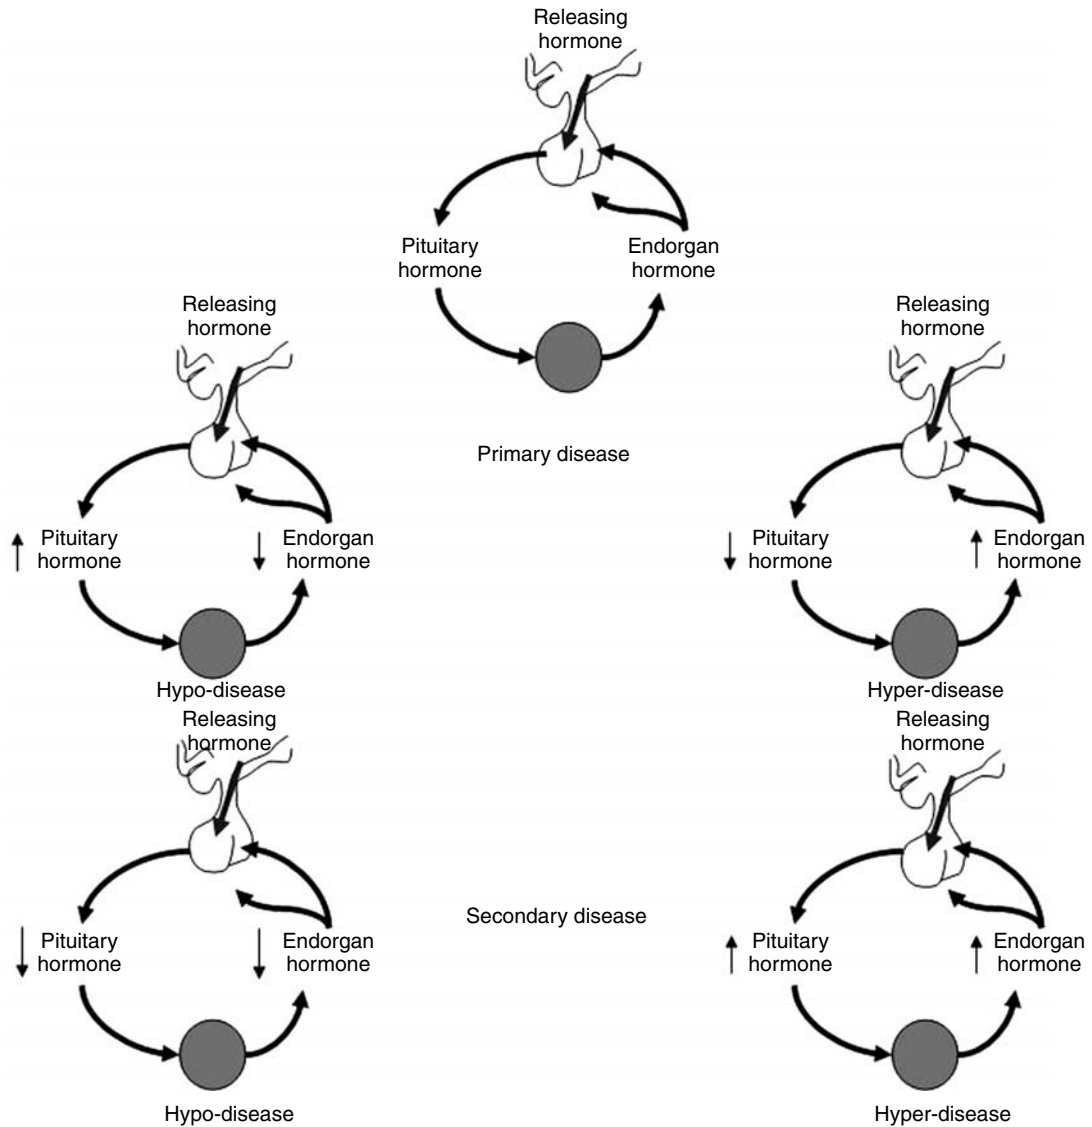 Releasing
hormone
Pituitary
hormone
Endorgan
hormone
Releasing
hormone
Releasing
hormone
Primary disease
Pituitary
hormone
Endorgan
hormone
Pituitary
hormone
Endorgan
hormone
Hypo-disease
Hyper-disease
Releasing
hormone
Releasing
hormone
Secondary disease
Pituitary
hormone
Endorgan
hormone
Pituitary
hormone
Endorgan
hormone
Hypo-disease
Hyper-disease